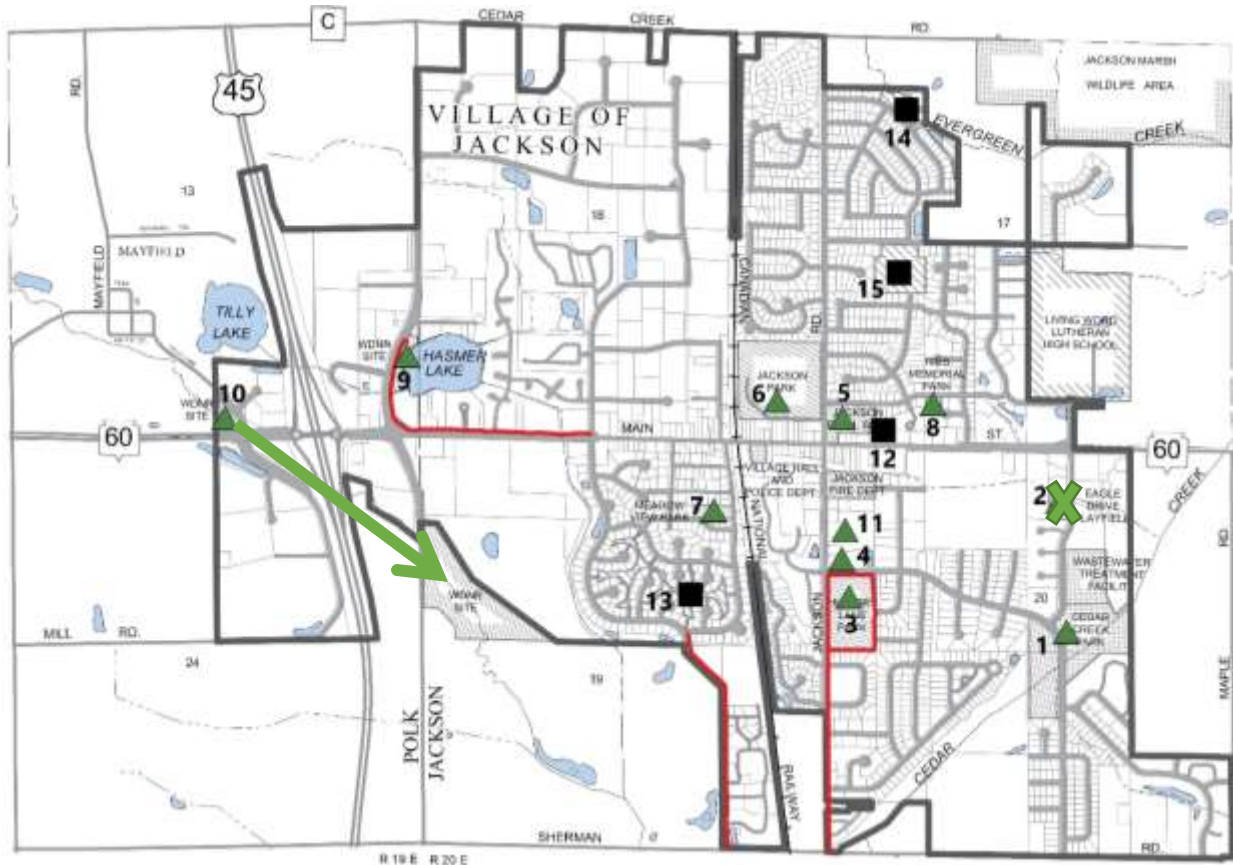 CEDAR
CREEK
RD.
C
45
RD.
VILLAGE OF
JACKSON
JACKSON MARSH
WILDLIFE AREA
14
EVERGREEN
CREEK
13
18
17
MAYFIELD
MAYFIELD
CANADIAN
RD.
15
TILLY
LAKE
LIVING WORD
LUTHERAN
HIGH SCHOOL
WDNR
SITE
HASMER
LAKE
9
JACKSON
PARK
6
5
MEMORIAL
PARK
8
10
SITE
60
MAIN
ST.
12
60
JACKSON
VILLAGE HALL
AND
POLICE DEPT.
JACKSON
FIRE DEPT.
2
EAGLE
DRIVE
CREEK
RD.
7
NATIONAL
11
4
WASTEWATER
TREATMENT
FACILITY
13
3
20
CEDAR
CREEK
PARK
1
WDNR
SITE
MILL
RD.
24
19
MAPLE
POLK
JACKSON
CEDAR
RAILWAY
SHERMAN
RD.
R 19 E
R 20 E